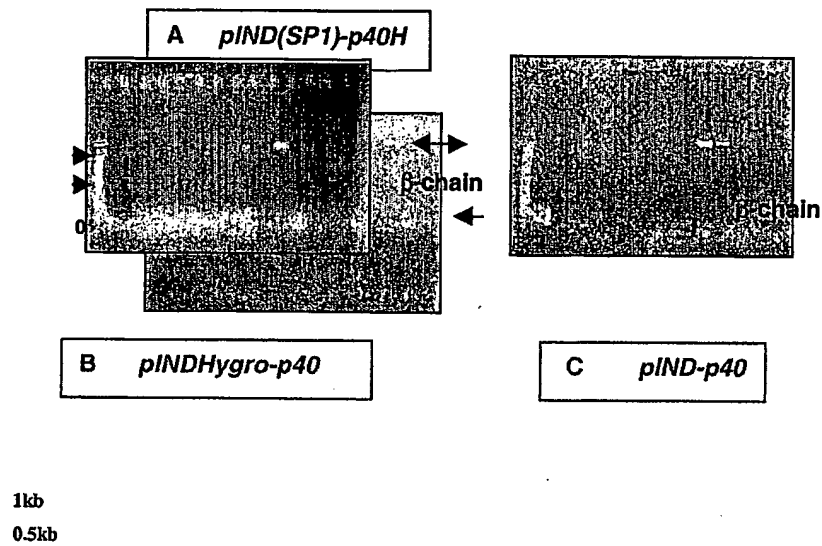 A pIND(SP1)-p40H
β-chain
β-chain
0
B pINDHygro-p40
C pIND-p40
1kb
0.5kb